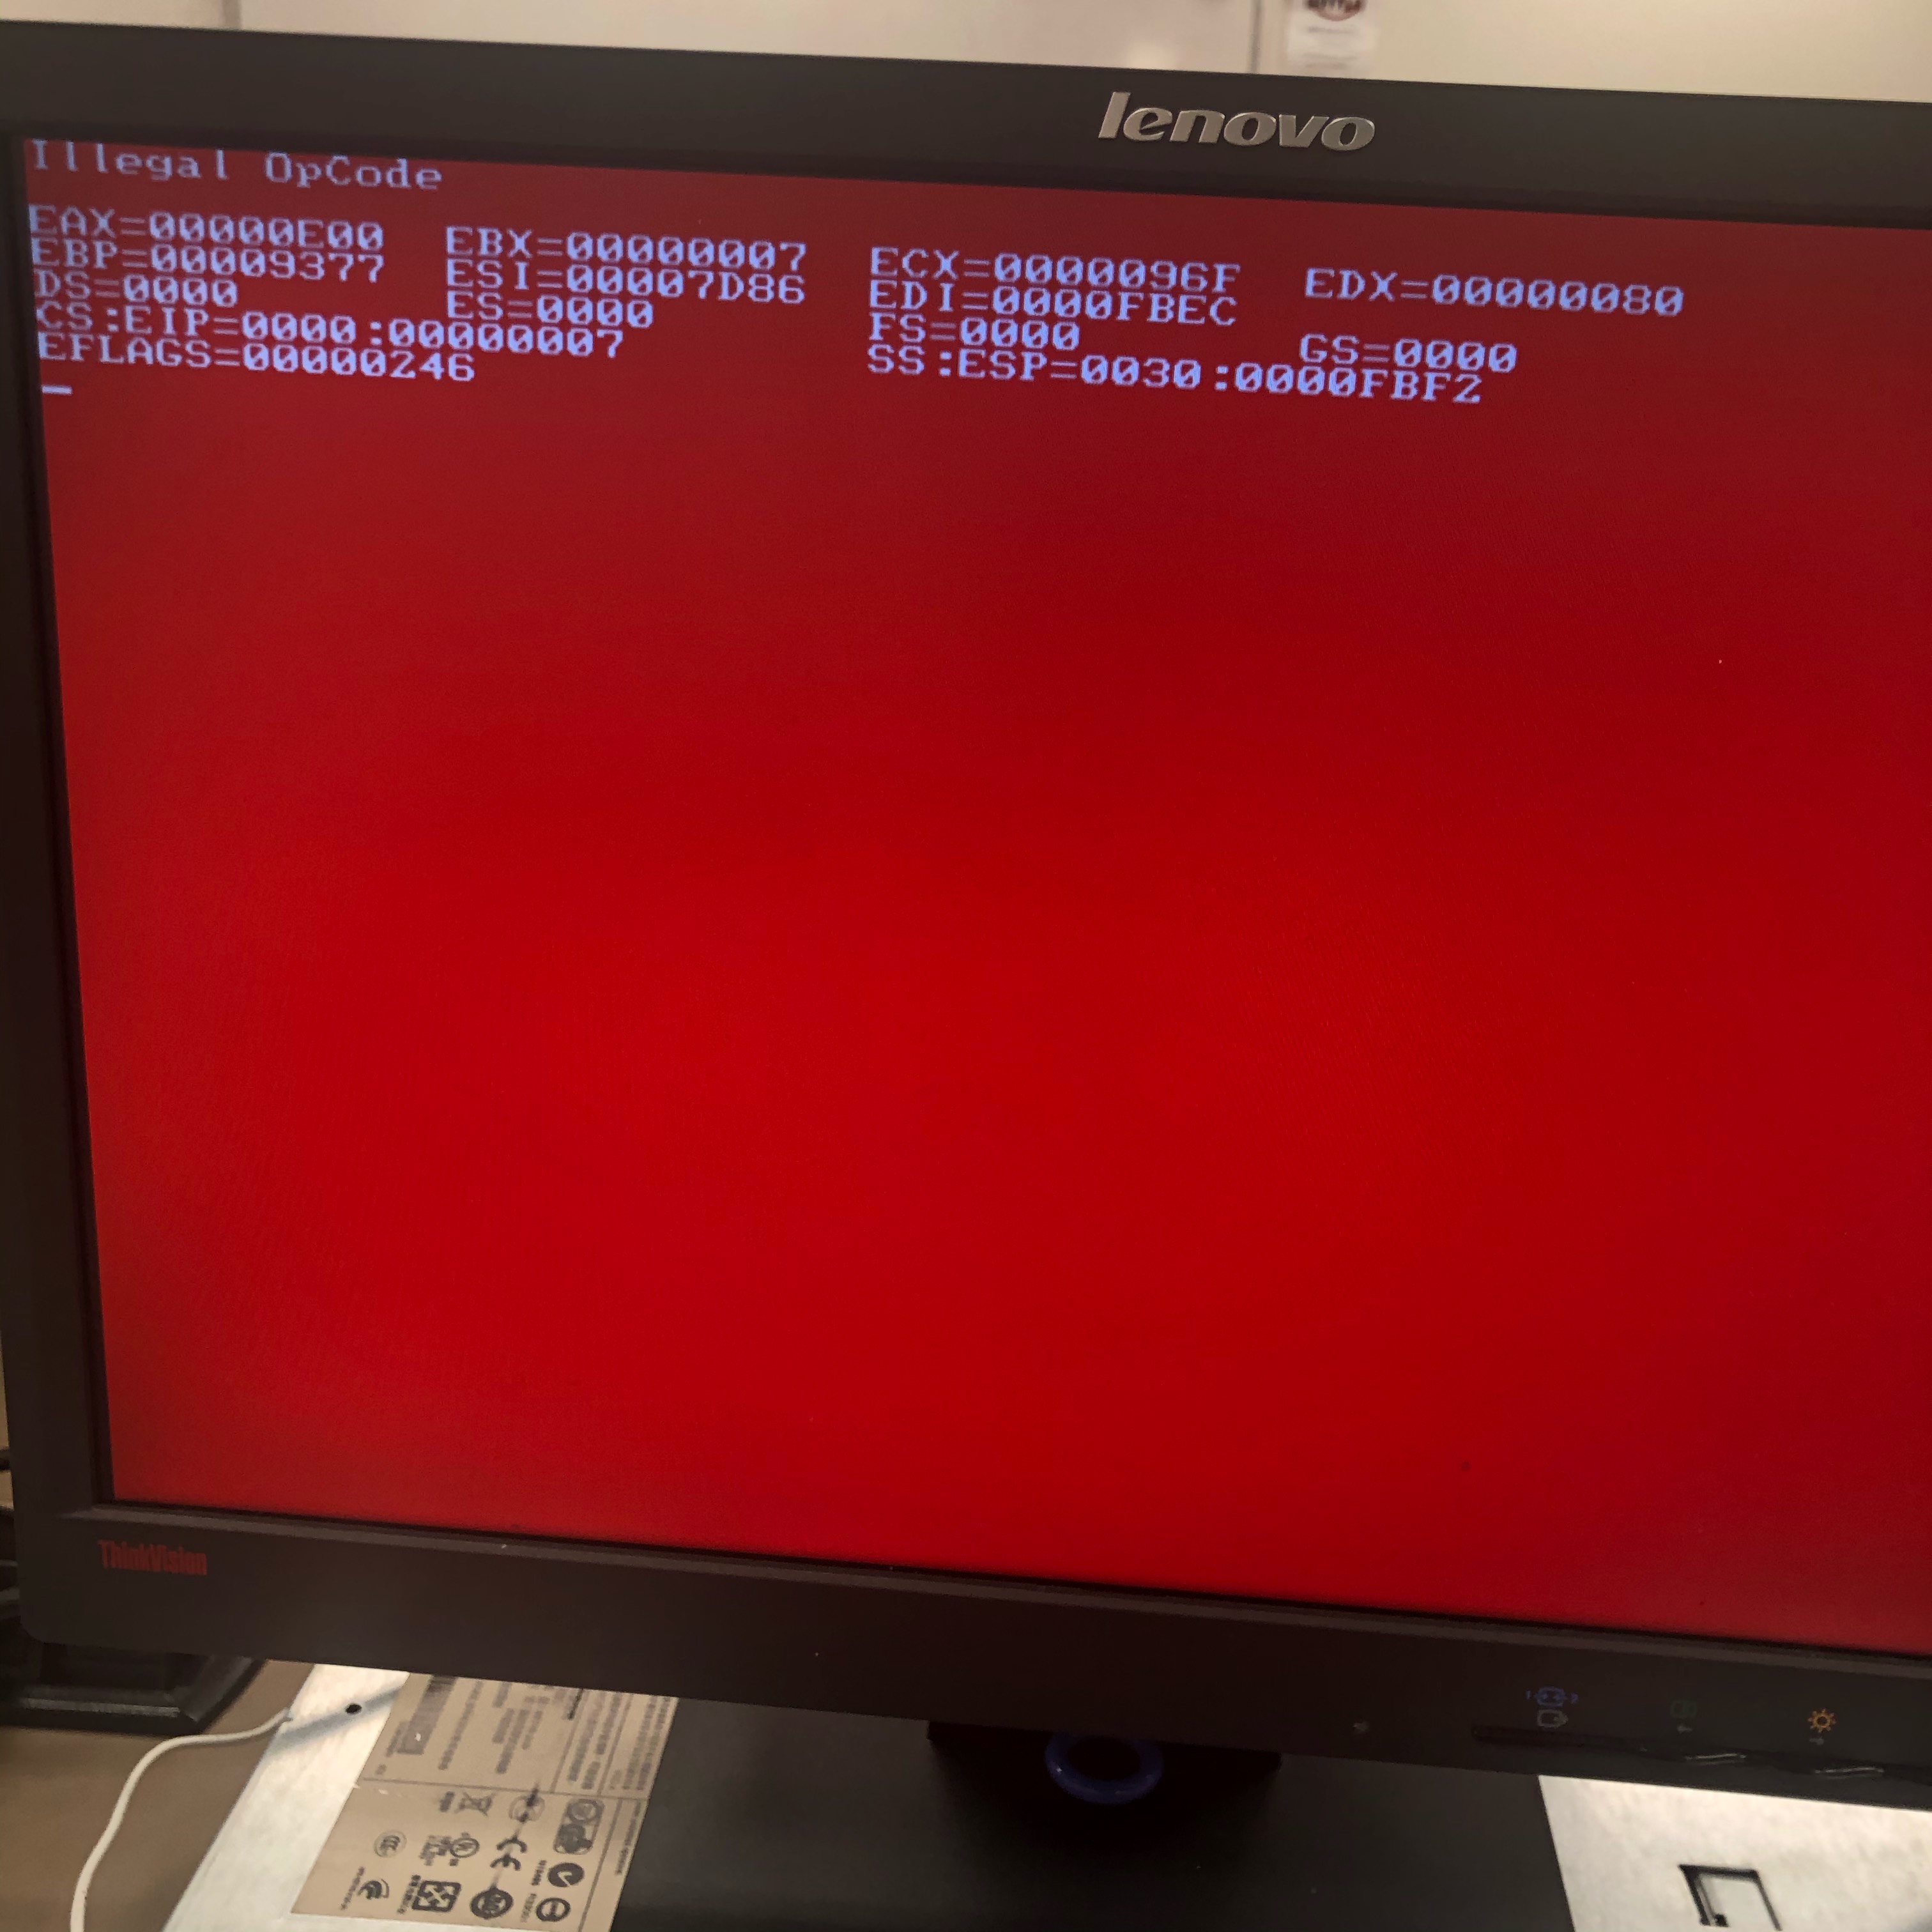 lenovo
Illegal OpCode
EAX=00000E00 EBX=00000007 ECX=0000096F EDX=00000080
EBP=00009377 ESI=00007D86 EDI=0000FBEC
DS=0000 ES=0000 FS=0000 GS=0000
CS:EIP=0000:00000007 SS:ESP=0030:0000FBF2
EFLAGS=00000246
ThinkVision